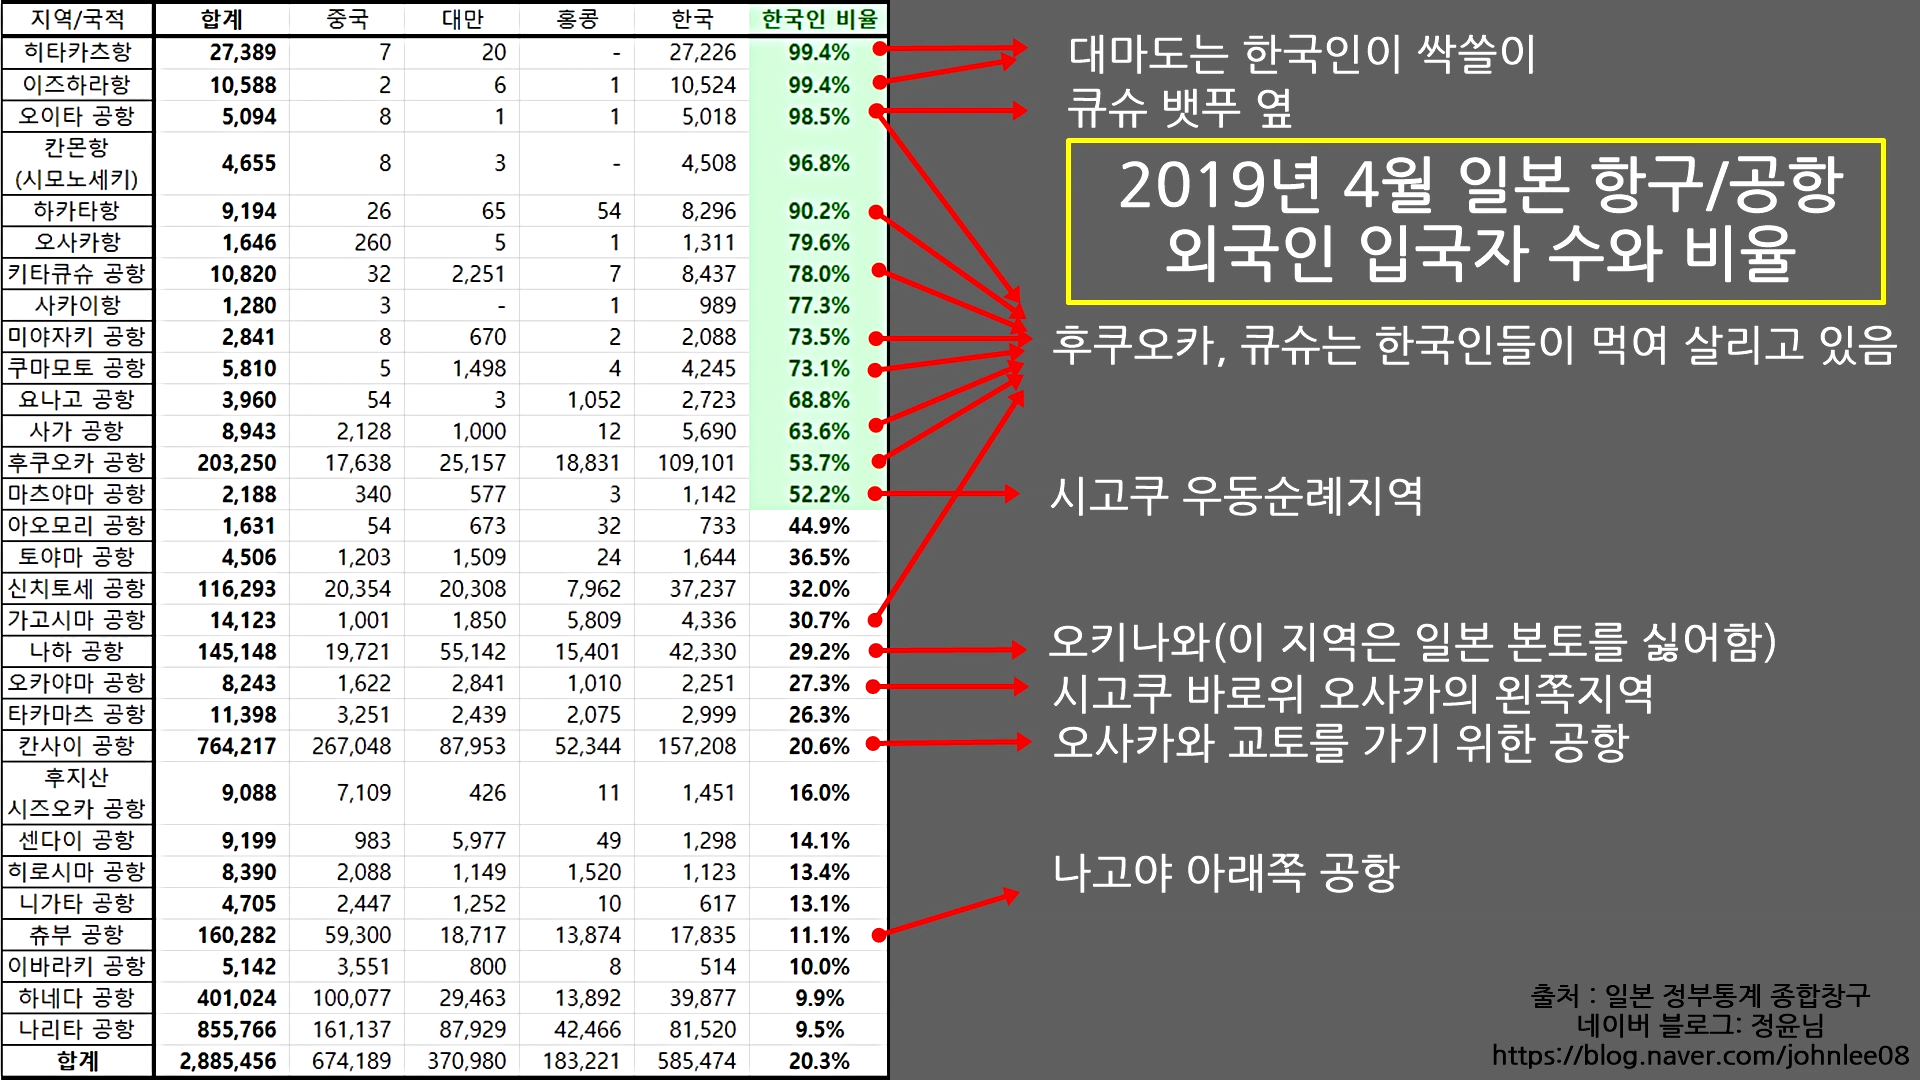 지역/국적 합계 중국 대만 홍콩 한국 한국인 비율
히타카츠항 27,389 7 20 - 27,226 99.4%
이즈하라항 10,588 2 6 1 10,524 99.4%
오이타 공항 5,094 8 1 1 5,018 98.5%
칸몬항
(시모노세키) 4,655 8 3 - 4,508 96.8%
하카타항 9,194 26 65 54 8,296 90.2%
오사카항 1,646 260 5 1 1,311 79.6%
키타큐슈 공항 10,820 32 2,251 7 8,437 78.0%
사카이항 1,280 3 - 1 989 77.3%
미야자키 공항 2,841 8 670 2 2,088 73.5%
쿠마모토 공항 5,810 5 1,498 4 4,245 73.1%
요나고 공항 3,960 54 3 1,052 2,723 68.8%
사가 공항 8,943 2,128 1,000 12 5,690 63.6%
후쿠오카 공항 203,250 17,638 25,157 18,831 109,101 53.7%
마츠야마 공항 2,188 340 577 3 1,142 52.2%
아오모리 공항 1,631 54 673 32 733 44.9%
토야마 공항 4,506 1,203 1,509 24 1,644 36.5%
신치토세 공항 116,293 20,354 20,308 7,962 37,237 32.0%
가고시마 공항 14,123 1,001 1,850 5,809 4,336 30.7%
나하 공항 145,148 19,721 55,142 15,401 42,330 29.2%
오카야마 공항 8,243 1,622 2,841 1,010 2,251 27.3%
타카마츠 공항 11,398 3,251 2,439 2,075 2,999 26.3%
칸사이 공항 764,217 267,048 87,953 52,344 157,208 20.6%
후지산
시즈오카 공항 9,088 7,109 426 11 1,451 16.0%
센다이 공항 9,199 983 5,977 49 1,298 14.1%
히로시마 공항 8,390 2,088 1,149 1,520 1,123 13.4%
니가타 공항 4,705 2,447 1,252 10 617 13.1%
츄부 공항 160,282 59,300 18,717 13,874 17,835 11.1%
이바라키 공항 5,142 3,551 800 8 514 10.0%
하네다 공항 401,024 100,077 29,463 13,892 39,877 9.9%
나리타 공항 855,766 161,137 87,929 42,466 81,520 9.5%
합계 2,885,456 674,189 370,980 183,221 585,474 20.3%
대마도는 한국인이 싹쓸이
큐슈 뱃푸 옆
2019년 4월 일본 항구/공항
외국인 입국자 수와 비율
후쿠오카, 큐슈는 한국인들이 먹여 살리고 있음
시고쿠 우동순례지역
오키나와(이 지역은 일본 본토를 싫어함)
시고쿠 바로위 오사카의 왼쪽지역
오사카와 교토를 가기 위한 공항
나고야 아래쪽 공항
출처 : 일본 정부통계 종합창구
네이버 블로그: 정윤님
https://blog.naver.com/johnlee08